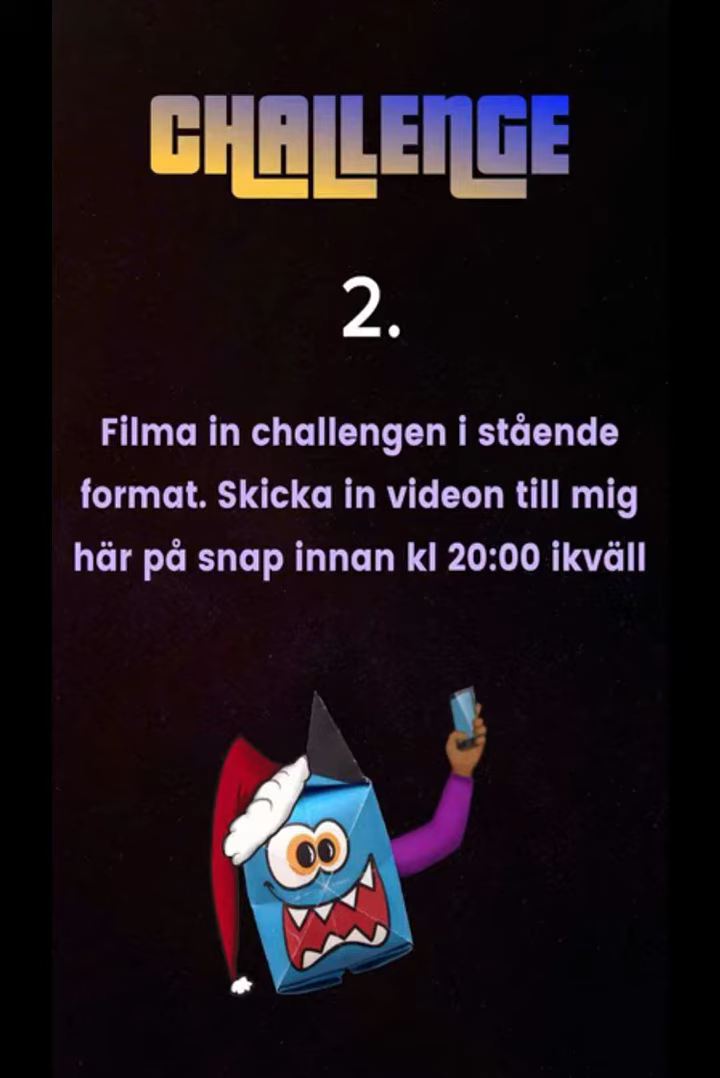 CHALLENGE
2.
Filma in challengen i stående
format. Skicka in videon till mig
här på snap innan kl 20:00 ikväll